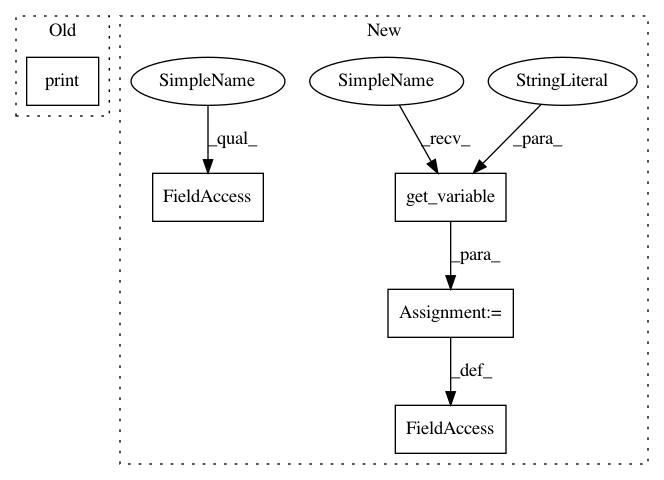 Old
New
print
SimpleName
SimpleName
StringLiteral
_qual_
_recv_
_para_
FieldAccess
get_variable
_para_
Assignment:=
_def_
FieldAccess